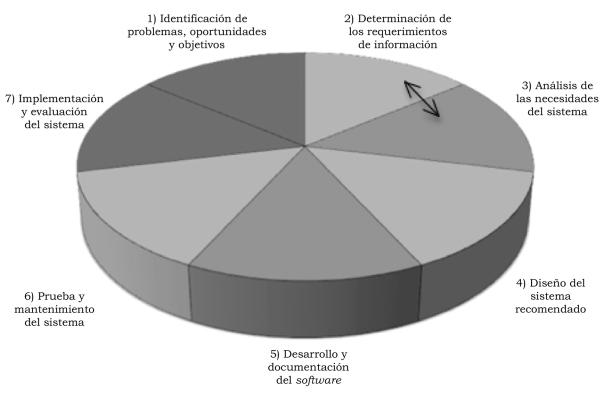 1) Identificación de
problemas, oportunidades
y objetivos
2) Determinación de
los requerimientos
de información
3) Análisis de
las necesidades
del sistema
4) Diseño del
sistema
recomendado
5) Desarrollo y
documentación
del software
6) Prueba y
mantenimiento
del sistema
7) Implementación
y evaluación
del sistema